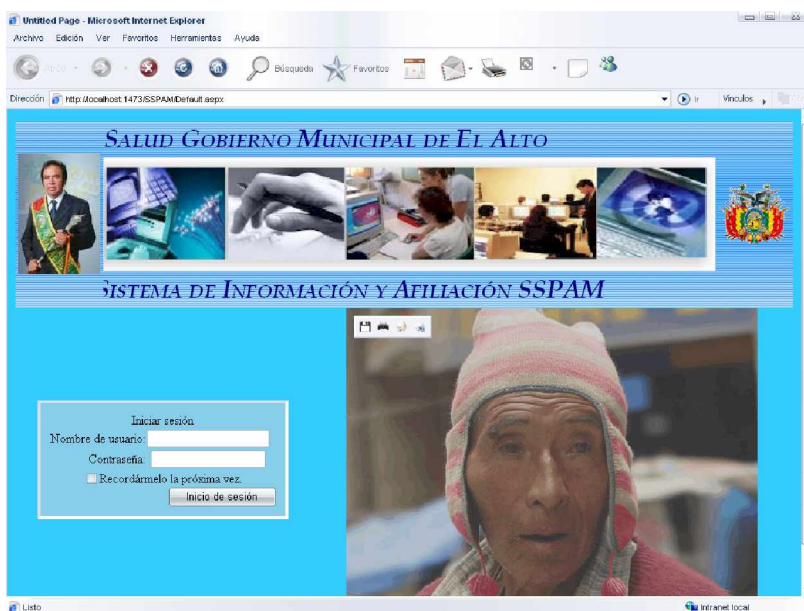 Untitled Page - Microsoft Internet Explorer
Archivo Edición Ver Favoritos Herramientas Ayuda
Búsqueda Favoritos
Dirección http://localhost:1473/SSPAM/Default.aspx Ir Vínculos
SALUD GOBIERNO MUNICIPAL DE EL ALTO
SISTEMA DE INFORMACIÓN Y AFILIACIÓN SSPAM
Iniciar sesión
Nombre de usuario:
Contraseña:
Recordármelo la próxima vez.
Inicio de sesión
Listo Intranet local